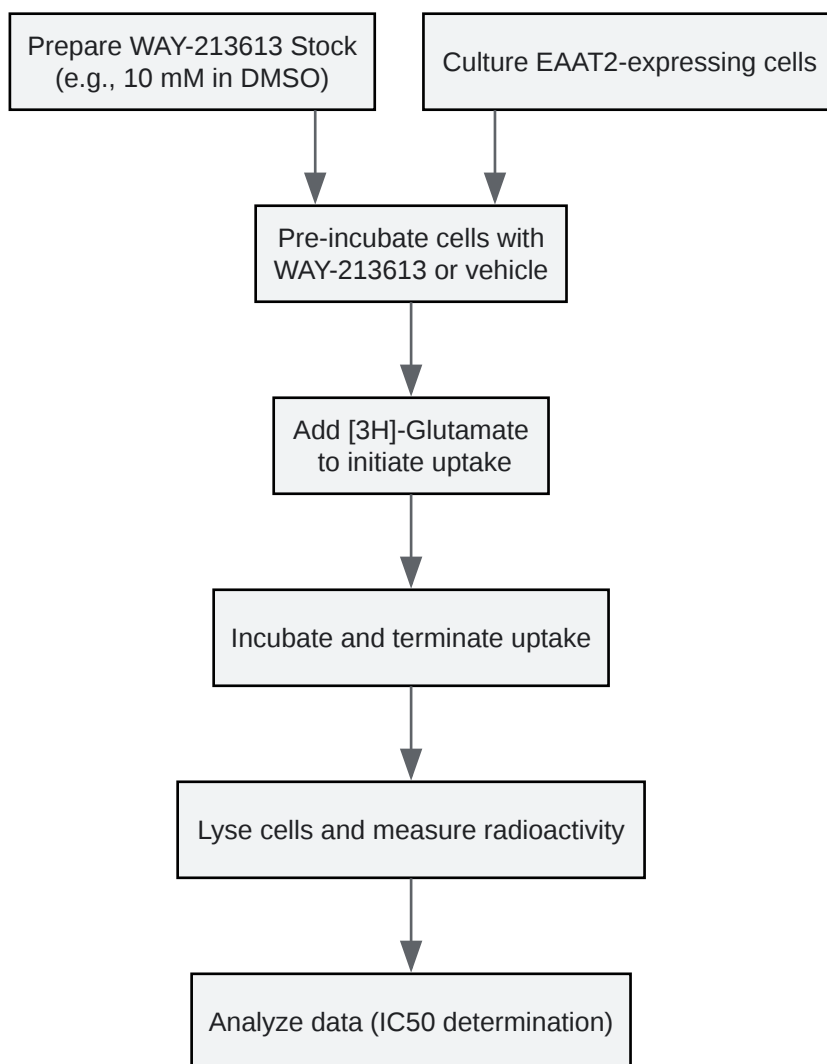 Prepare WAY-213613 Stock
(e.g., 10 mM in DMSO)
Culture EAAT2-expressing cells
Pre-incubate cells with
WAY-213613 or vehicle
Add [3H]-Glutamate
to initiate uptake
Incubate and terminate uptake
Lyse cells and measure radioactivity
Analyze data (IC50 determination)